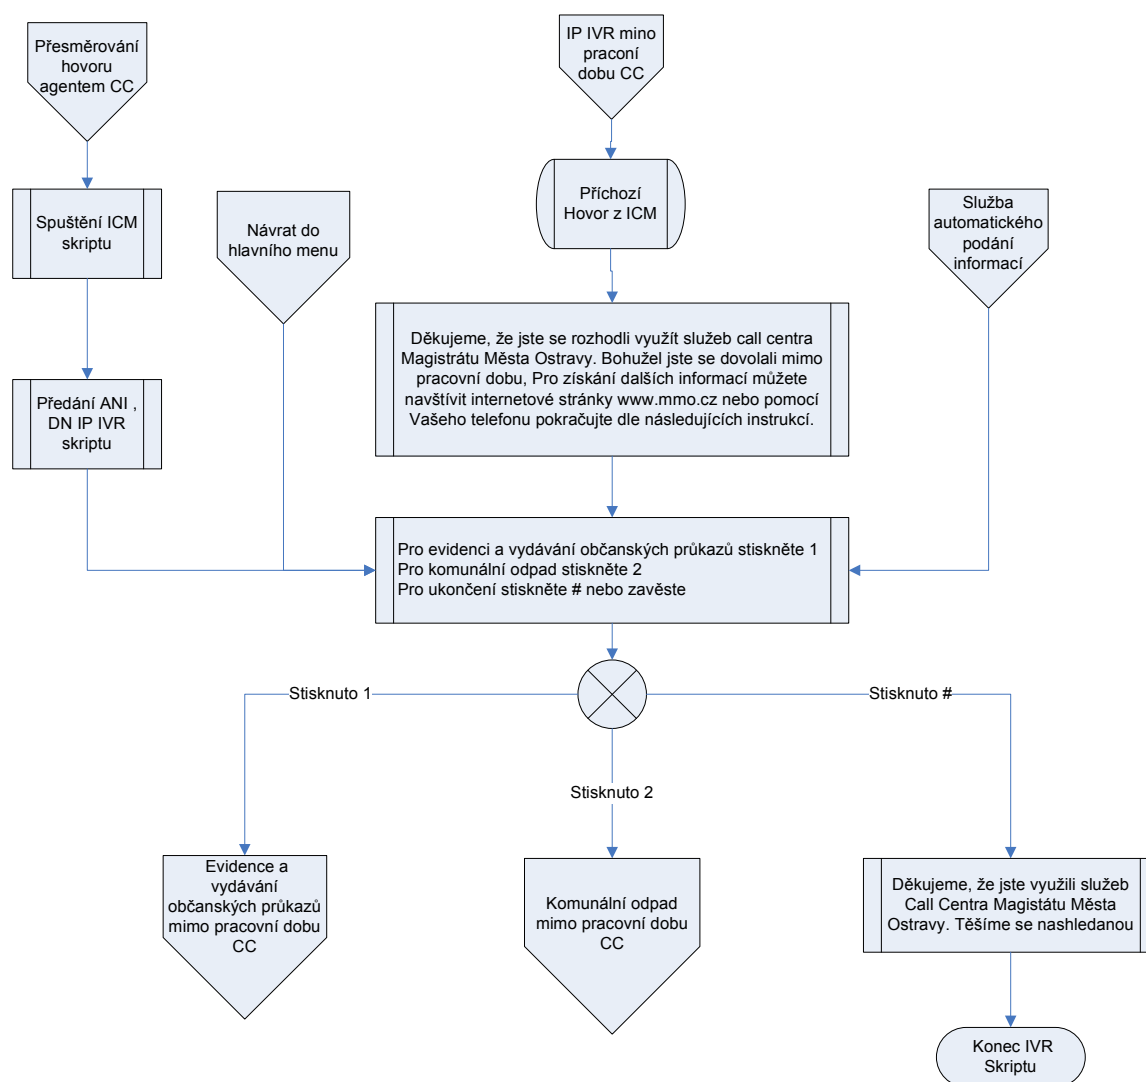 Přesměrování
hovoru
agentem CC
IP IVR mino
praconí
dobu CC
Spuštění ICM
skriptu
Návrat do
hlavního menu
Příchozí
Hovor z ICM
Služba
automatického
podání
informací
Předání ANI ,
DN IP IVR
skriptu
Děkujeme, že jste se rozhodli využít služeb call centra
Magistrátu Města Ostravy. Bohužel jste se dovolali mimo
pracovní dobu, Pro získání dalších informací můžete
navštívit internetové stránky www.mmo.cz nebo pomocí
Vašeho telefonu pokračujte dle následujících instrukcí.
Pro evidenci a vydávání občanských průkazů stiskněte 1
Pro komunální odpad stiskněte 2
Pro ukončení stiskněte # nebo zavěste
Stisknuto 1
Stisknuto #
Stisknuto 2
Evidence a
vydávání
občanských průkazů
mimo pracovní dobu
CC
Komunální odpad
mimo pracovní dobu
CC
Děkujeme, že jste využili služeb
Call Centra Magistátu Města
Ostravy. Těšíme se nashledanou
Konec IVR
Skriptu